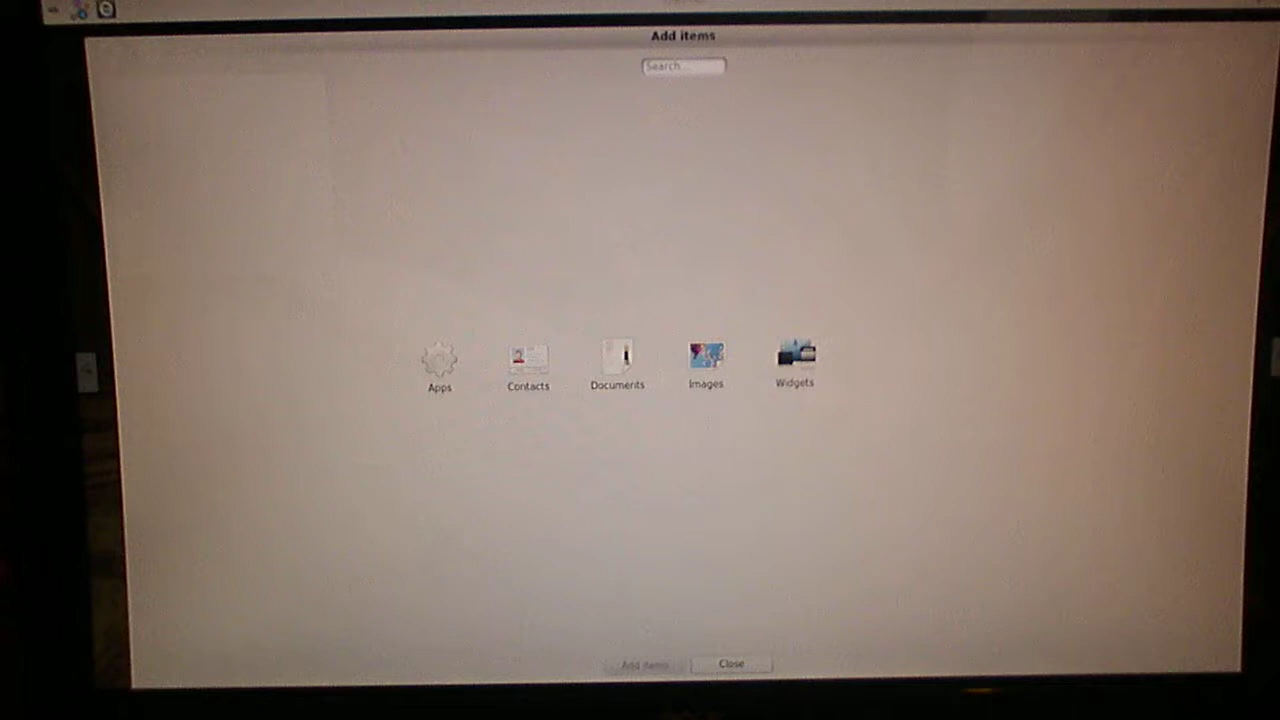 Add items
Search...
Apps Contacts Documents Images Widgets
Add items Close